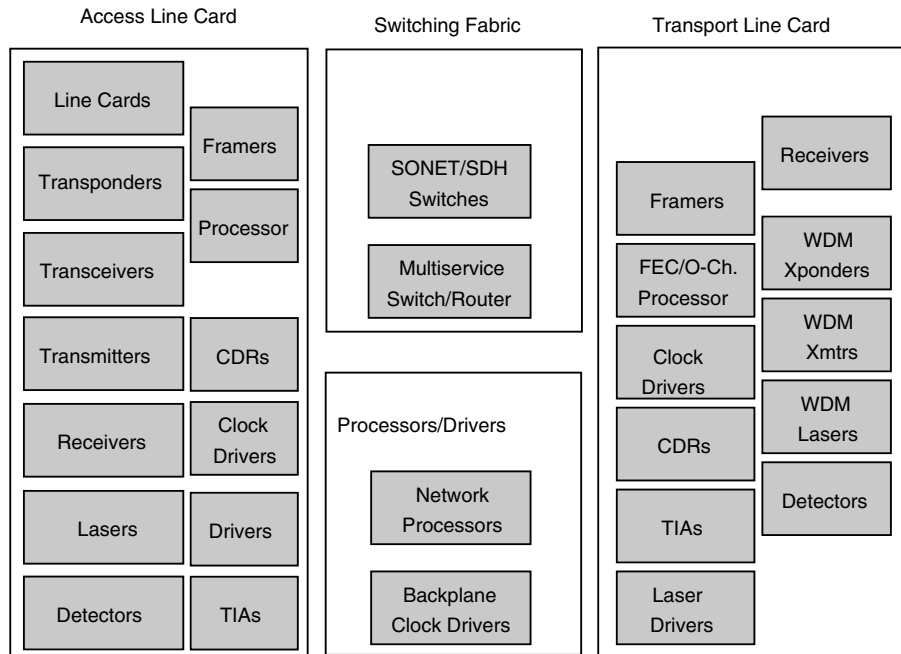 Access Line Card
Line Cards
Transponders
Transceivers
Transmitters
Receivers
Lasers
Detectors
Framers
Processor
CDRs
Clock
Drivers
Drivers
TIAs
Switching Fabric
SONET/SDH
Switches
Multiservice
Switch/Router
Processors/Drivers
Network
Processors
Backplane
Clock Drivers
Transport Line Card
Framers
FEC/O-Ch.
Processor
Clock
Drivers
CDRs
TIAs
Laser
Drivers
Receivers
WDM
Xponders
WDM
Xmtrs
WDM
Lasers
Detectors